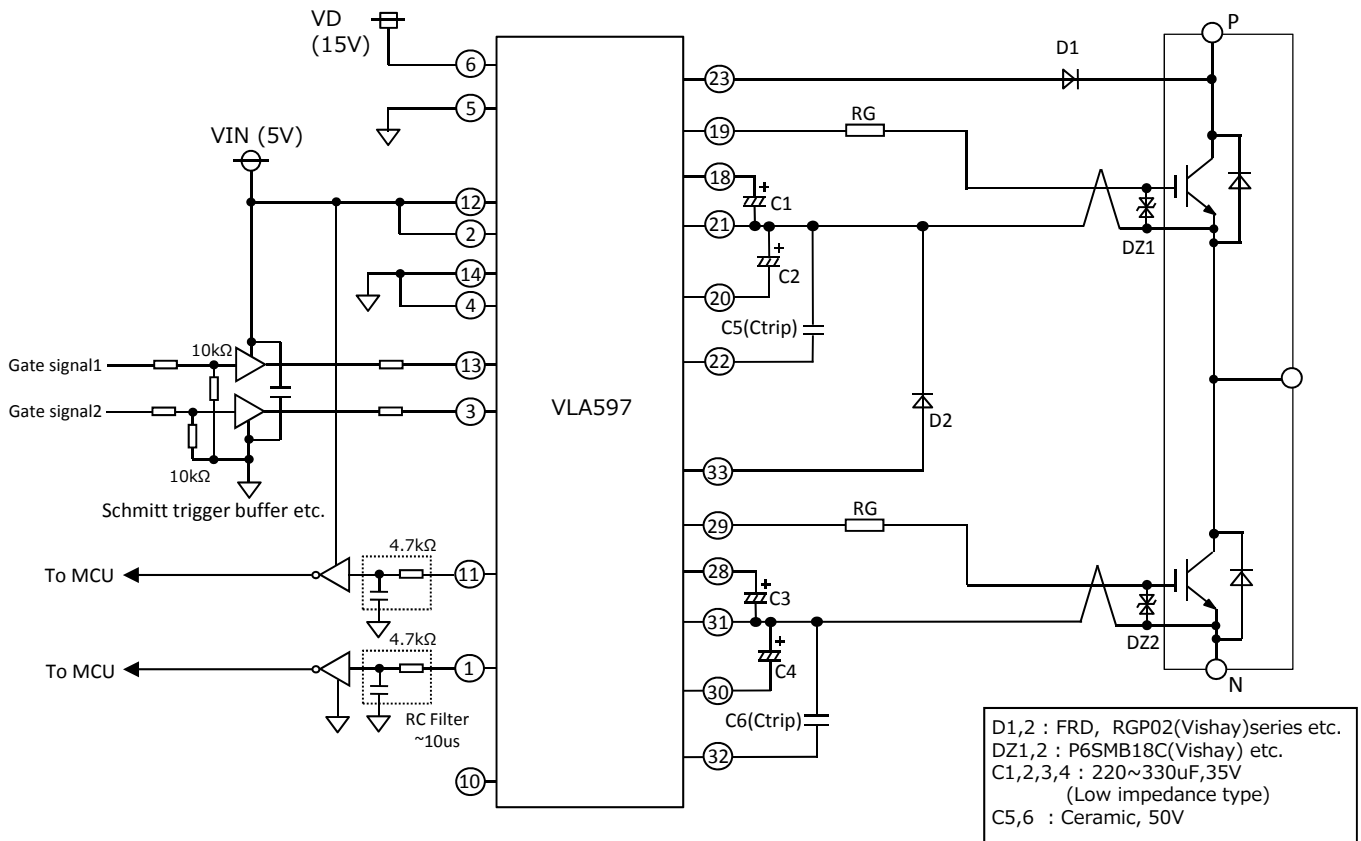 VD
(15V)
6
5
VIN (5V)
12
2
14
4
Gate signal1
10kΩ
13
Gate signal2
3
10kΩ
Schmitt trigger buffer etc.
To MCU
4.7kΩ
11
To MCU
4.7kΩ
1
RC Filter
~10us
10
VLA597
23
D1
P
19
RG
18
+
C1
21
+
C2
DZ1
20
C5(Ctrip)
22
D2
33
29
RG
28
+
C3
31
+
C4
DZ2
30
C6(Ctrip)
N
32
D1,2 : FRD, RGP02(Vishay)series etc.
DZ1,2 : P6SMB18C(Vishay) etc.
C1,2,3,4 : 220~330uF,35V
(Low impedance type)
C5,6 : Ceramic, 50V